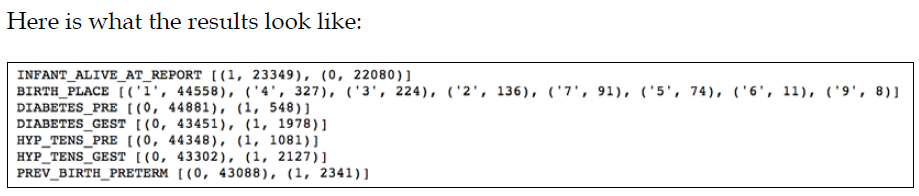 Here is what the results look like:
INFANT_ALIVE_AT_REPORT [(1, 23349), (0, 22080)]
BIRTH_PLACE [('1', 44558), ('4', 327), ('3', 224), ('2', 136), ('7', 91), ('5', 74), ('6', 11), ('9', 8)]
DIABETES_PRE [(0, 44881), (1, 548)]
DIABETES_GEST [(0, 43451), (1, 1978)]
HYP_TENS_PRE [(0, 44348), (1, 1081)]
HYP_TENS_GEST [(0, 43302), (1, 2127)]
PREV_BIRTH_PRETERM [(0, 43088), (1, 2341)]